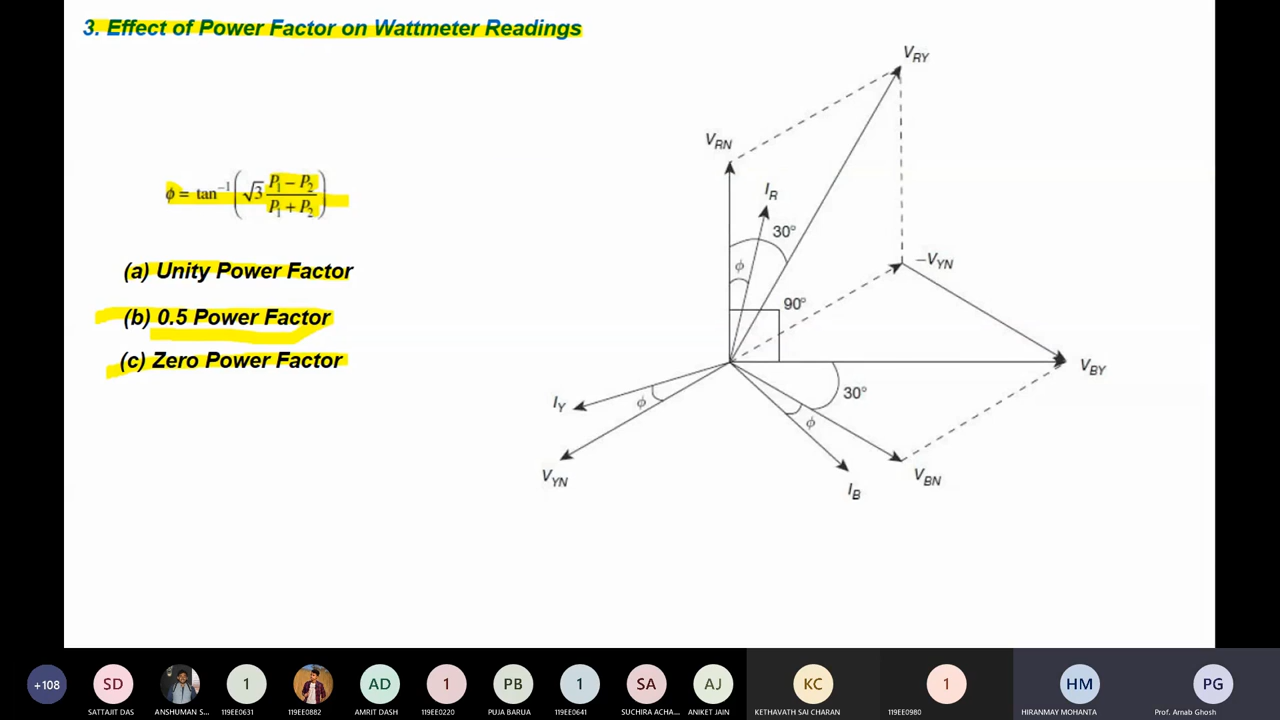 3. Effect of Power Factor on Wattmeter Readings
V_RY
V_RN
I_R
30°
ϕ = tan⁻¹(√3 (P₁ − P₂)/(P₁ + P₂))
ϕ
−V_YN
(a) Unity Power Factor
90°
(b) 0.5 Power Factor
(c) Zero Power Factor
V_BY
30°
I_Y
ϕ
ϕ
V_YN
V_BN
I_B
+108
SD
1
AD
1
PB
1
SA
AJ
KC
1
HM
PG
SATTAJIT DAS
ANSHUMAN S...
119EE0631
119EE0882
AMRIT DASH
119EE0220
PUJA BARUA
119EE0641
SUCHIRA ACHA...
ANIKET JAIN
KETHAVATH SAI CHARAN
119EE0980
HIRANMAY MOHANTA
Prof. Arnab Ghosh